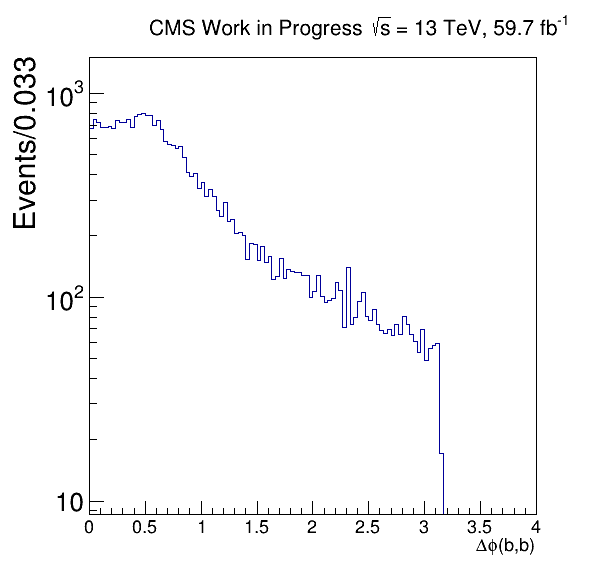 CMS Work in Progress √s = 13 TeV, 59.7 fb⁻¹
Events/0.033
10³
10²
10
0 0.5 1 1.5 2 2.5 3 3.5 4
Δϕ(b,b)